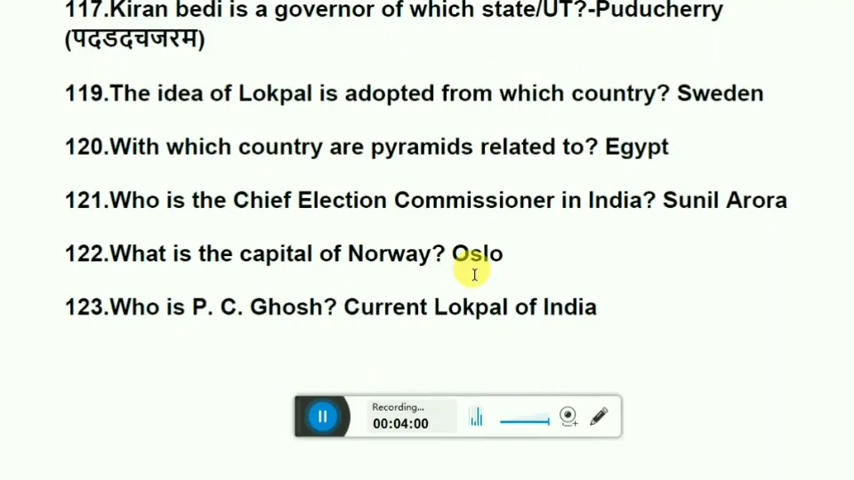 117.Kiran bedi is a governor of which state/UT?-Puducherry
(पदडदचजरम)
119.The idea of Lokpal is adopted from which country? Sweden
120.With which country are pyramids related to? Egypt
121.Who is the Chief Election Commissioner in India? Sunil Arora
122.What is the capital of Norway? Oslo
123.Who is P. C. Ghosh? Current Lokpal of India
Recording...
00:04:00